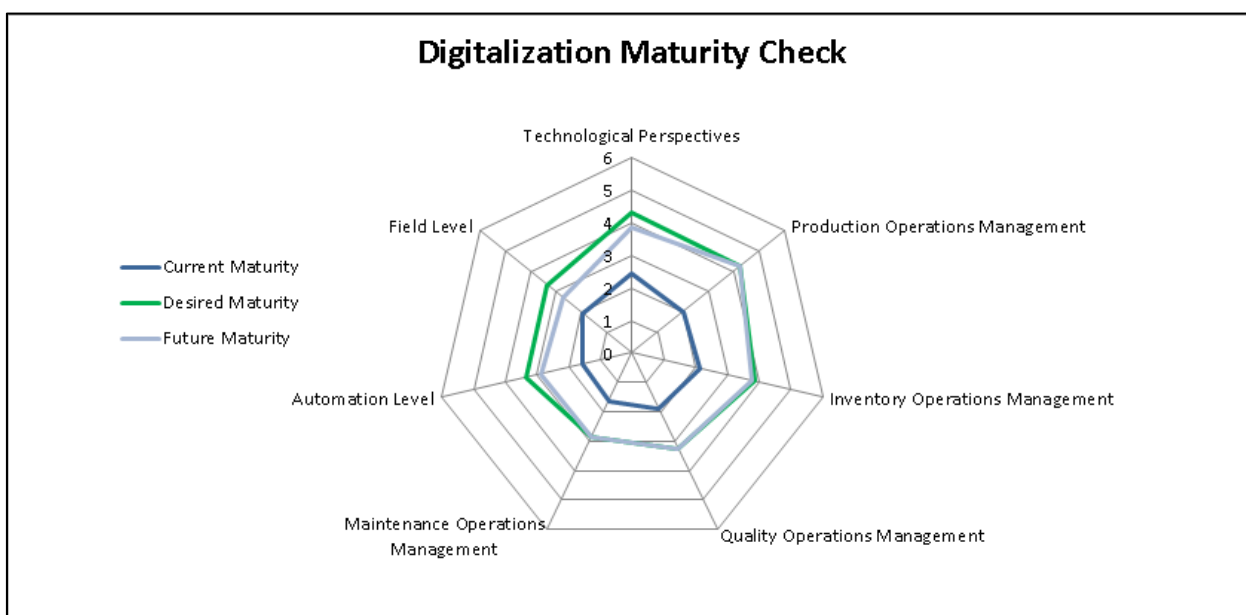 Digitalization Maturity Check
Technological Perspectives
6
5
4
3
2
1
0
Production Operations Management
Inventory Operations Management
Quality Operations Management
Maintenance Operations
Management
Automation Level
Field Level
Current Maturity
Desired Maturity
Future Maturity